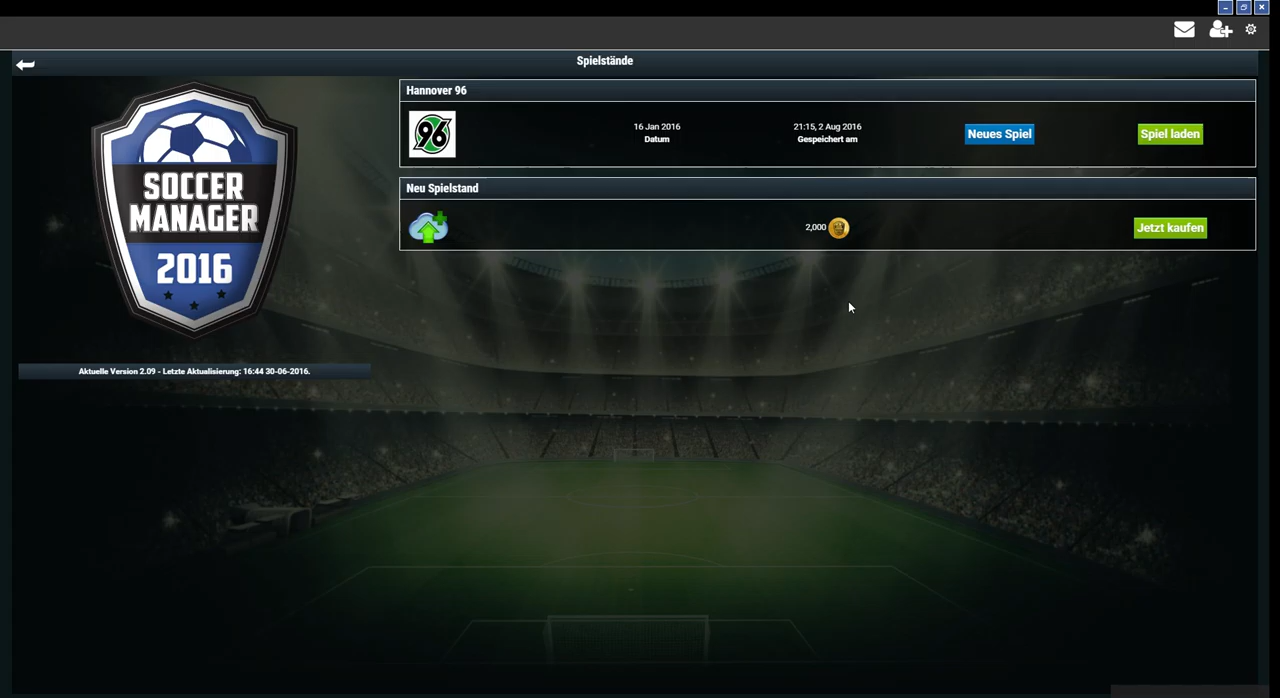 Spielstände
Hannover 96
96
16 Jan 2016
Datum
21:15, 2 Aug 2016
Gespeichert am
Neues Spiel
Spiel laden
Neu Spielstand
2,000
Jetzt kaufen
SOCCER
MANAGER
2016
Aktuelle Version 2.09 - Letzte Aktualisierung: 16:44 30-06-2016.